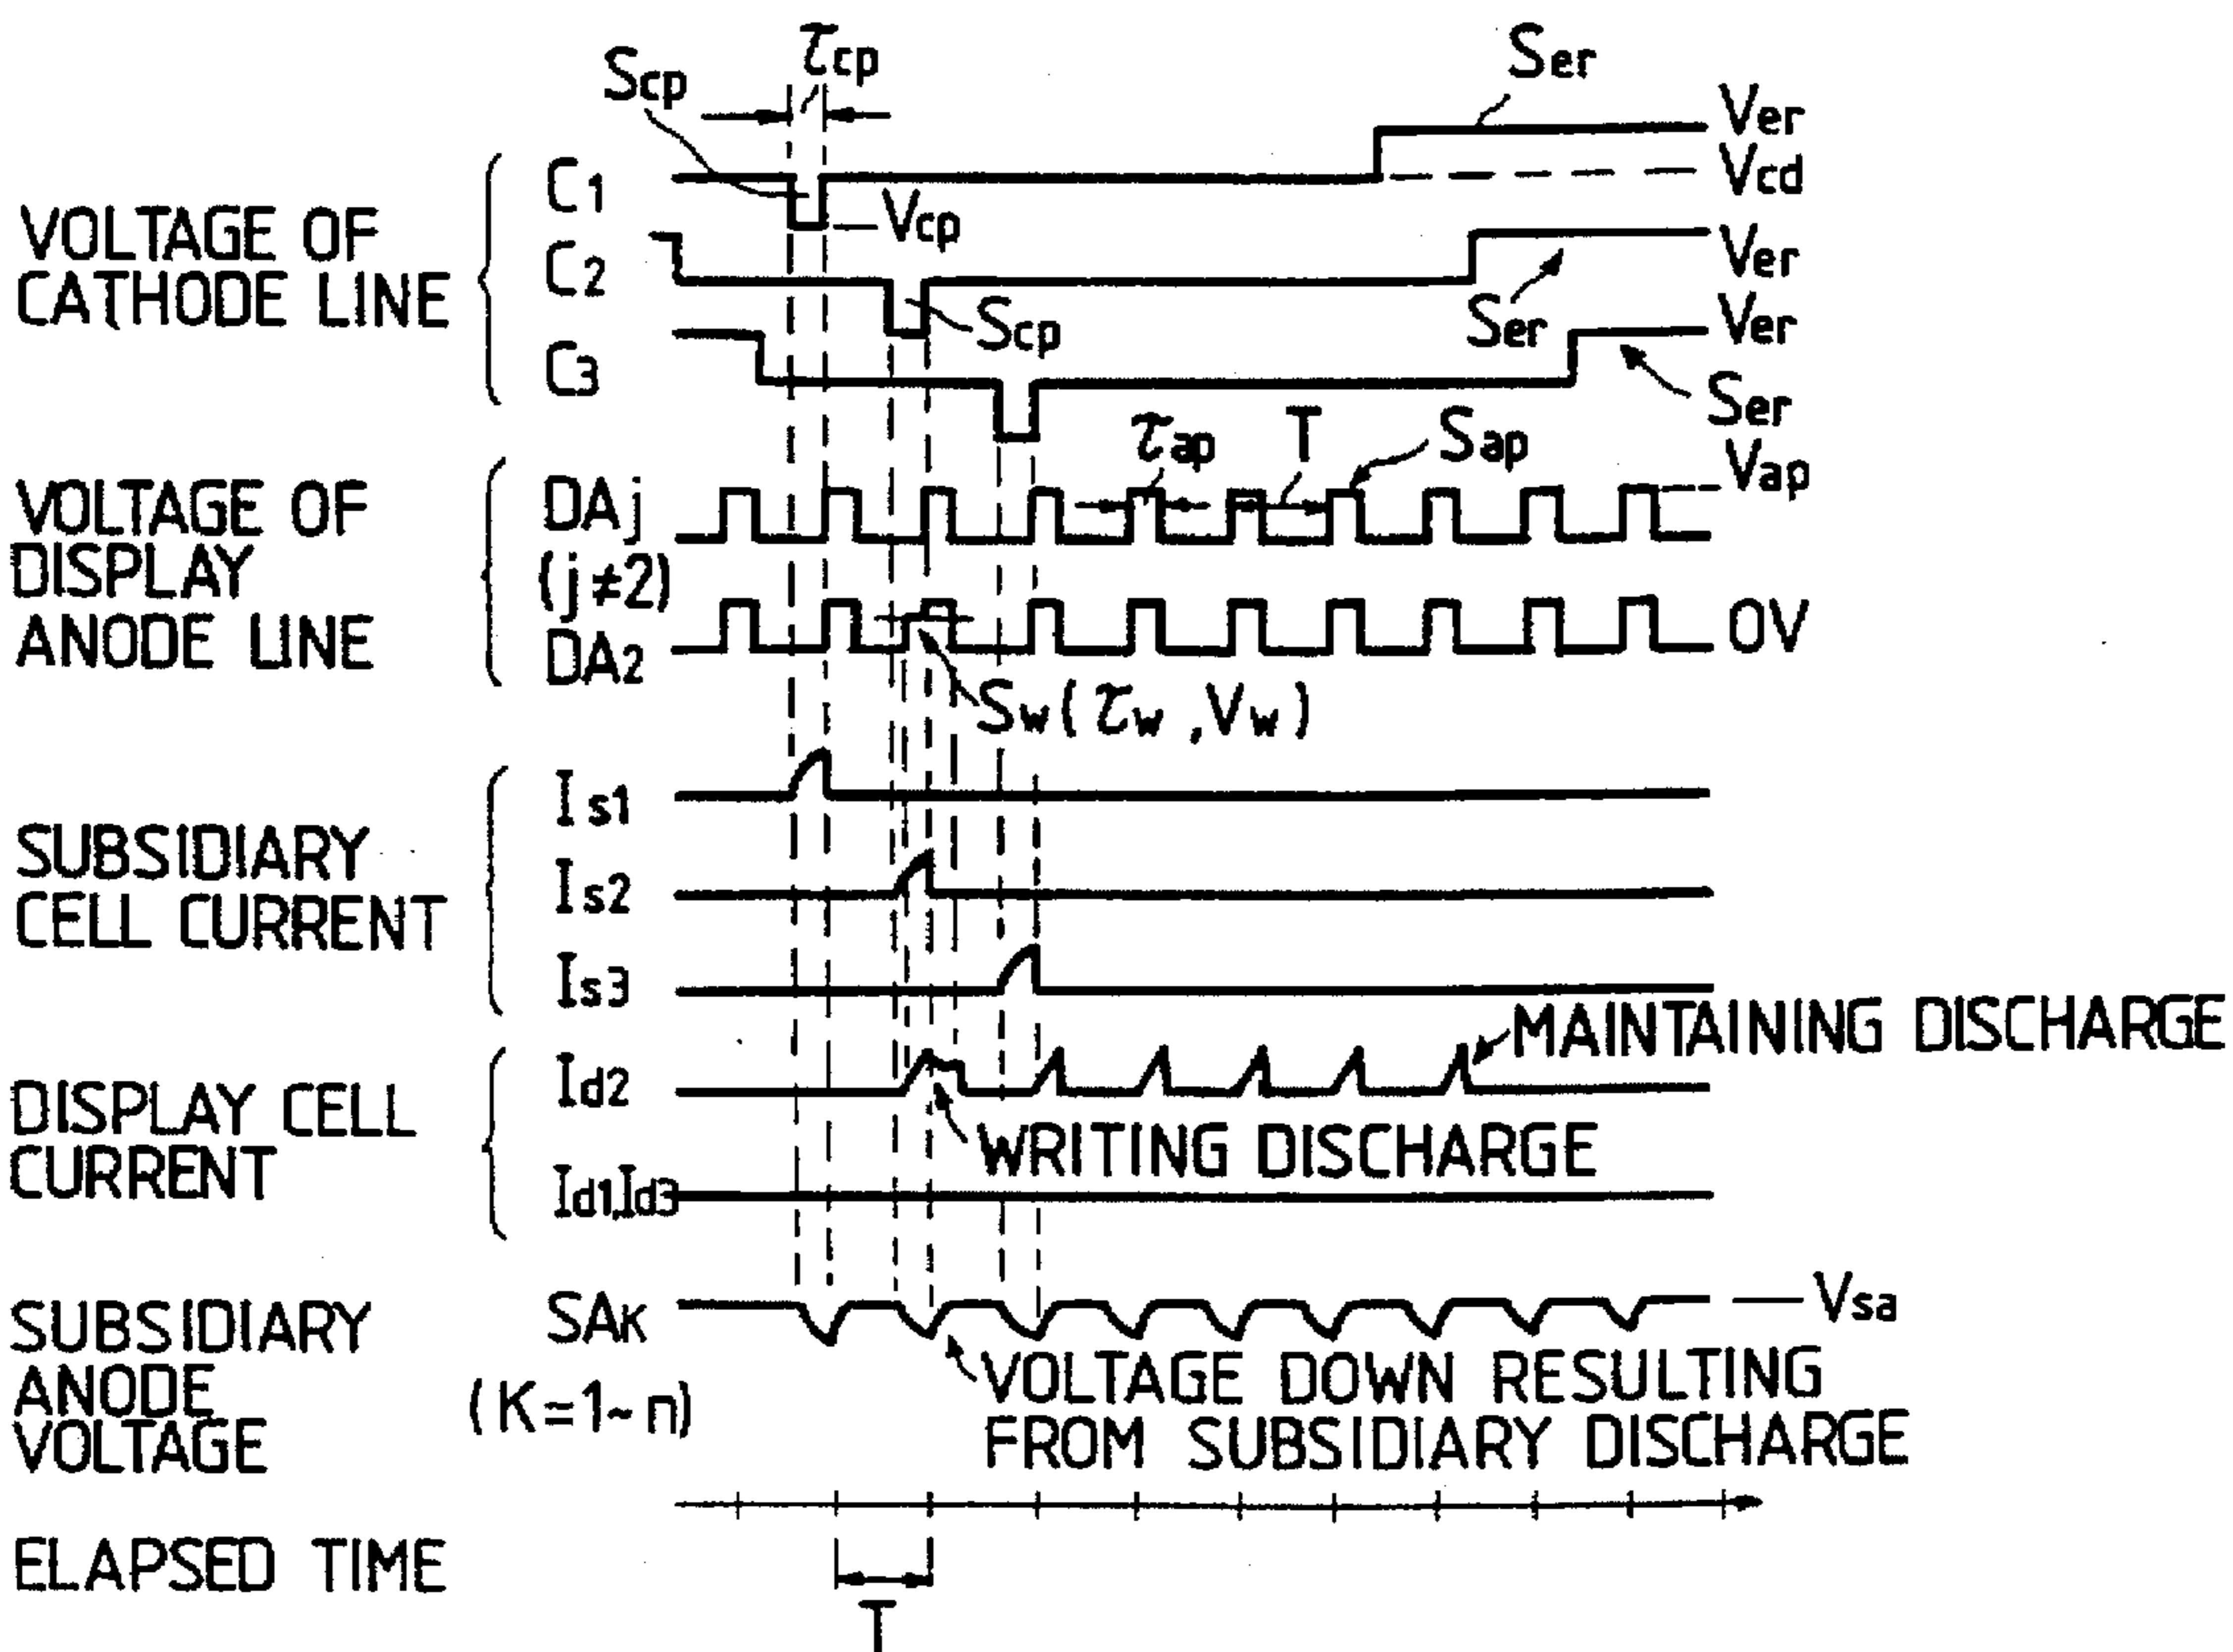 Scp τcp Ser
Ver
Vcd
C1
Vcp
VOLTAGE OF
CATHODE LINE
C2
Ver
Scp
Ser
Ver
C3
Ser
τap T Sap
Vap
VOLTAGE OF
DISPLAY
ANODE LINE
DAj
(j≠2)
DA2
0V
Sw(τw,Vw)
Is1
SUBSIDIARY
CELL CURRENT
Is2
Is3
MAINTAINING DISCHARGE
DISPLAY CELL
CURRENT
Id2
WRITING DISCHARGE
Id1,Id3
SUBSIDIARY
ANODE
VOLTAGE
SAK
(K=1~n)
Vsa
VOLTAGE DOWN RESULTING
FROM SUBSIDIARY DISCHARGE
ELAPSED TIME
T